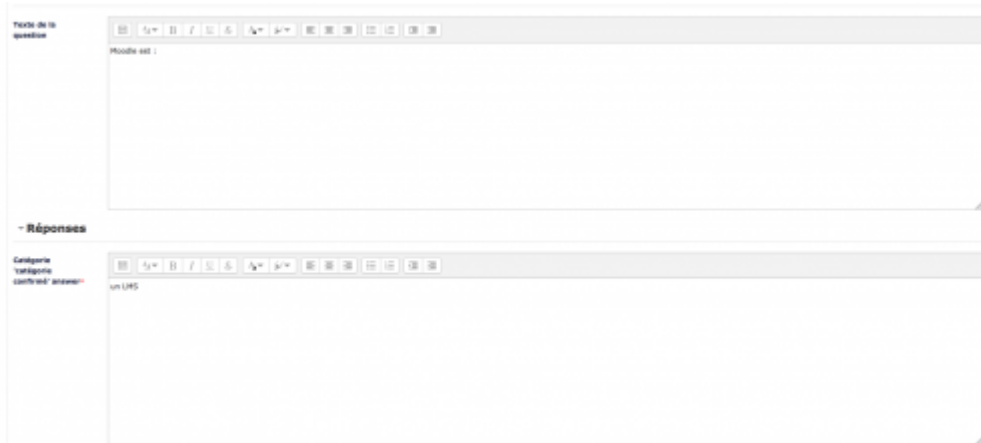 Texte de la
question
Moodle est :
Réponses
Catégorie
'catégorie
confirmé' answer*
un LMS